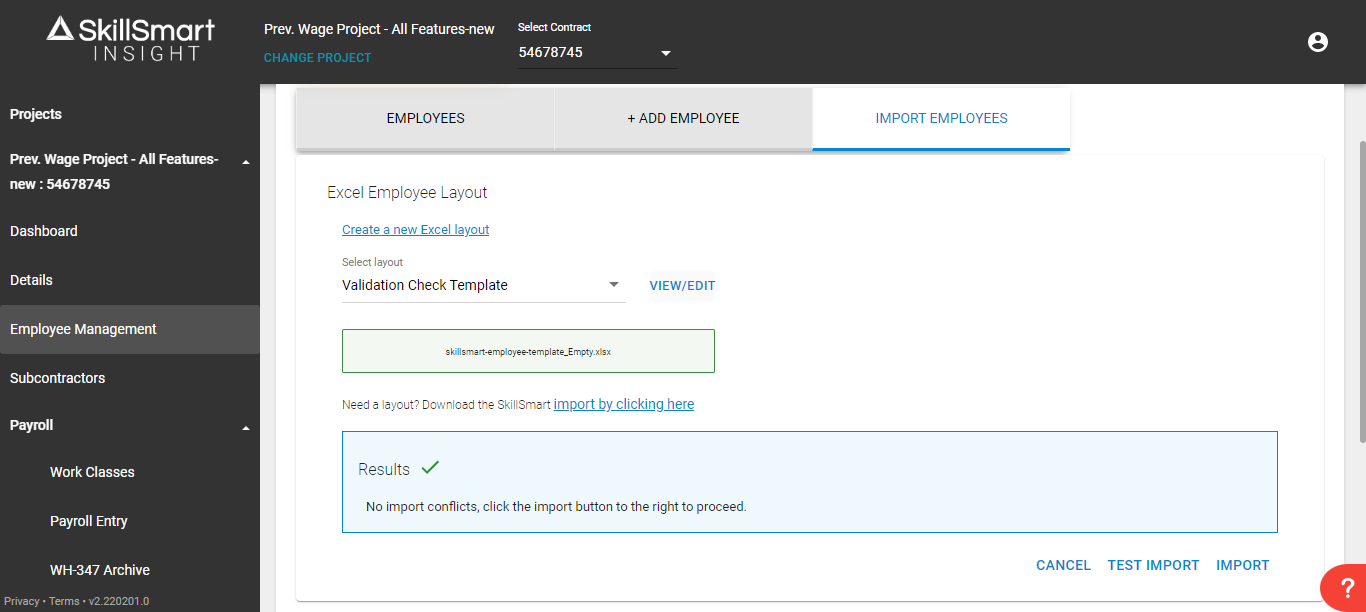 SkillSmart
INSIGHT
Prev. Wage Project - All Features-new
CHANGE PROJECT
Select Contract
54678745
Projects
Prev. Wage Project - All Features-
new : 54678745
Dashboard
Details
Employee Management
Subcontractors
Payroll
Work Classes
Payroll Entry
WH-347 Archive
Privacy • Terms • v2.220201.0
EMPLOYEES
+ ADD EMPLOYEE
IMPORT EMPLOYEES
Excel Employee Layout
Create a new Excel layout
Select layout
Validation Check Template
VIEW/EDIT
skillsmart-employee-template_Empty.xlsx
Need a layout? Download the SkillSmart import by clicking here
Results
No import conflicts, click the import button to the right to proceed.
CANCEL TEST IMPORT IMPORT
?